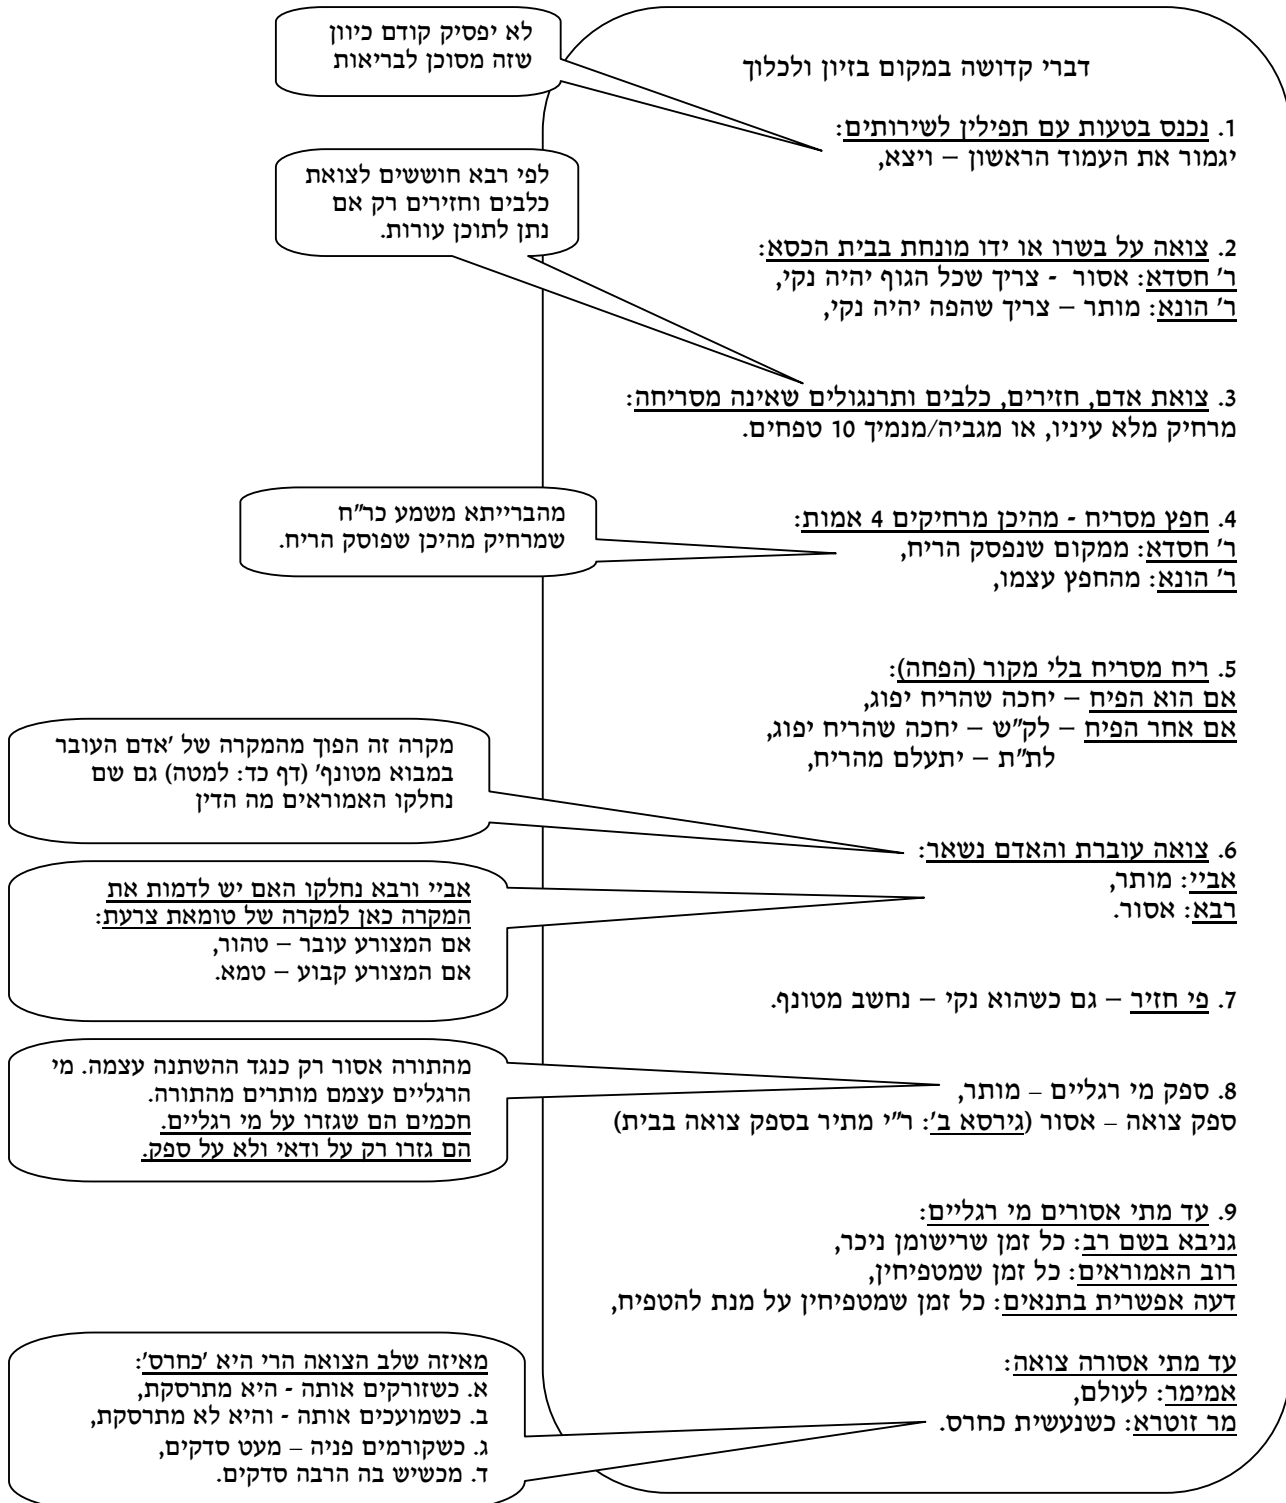 לא יפסיק קודם כיוון
שזה מסוכן לבריאות
דברי קדושה במקום בזיון ולכלוך
1. נכנס בטעות עם תפילין לשירותים:
יגמור את העמוד הראשון – ויצא,
לפי רבא חוששים לצואת
כלבים וחזירים רק אם
נתן לתוכן עורות.
2. צואה על בשרו או ידו מונחת בבית הכסא:
ר' חסדא: אסור - צריך שכל הגוף יהיה נקי,
ר' הונא: מותר – צריך שהפה יהיה נקי,
3. צואת אדם, חזירים, כלבים ותרנגולים שאינה מסריחה:
מרחיק מלא עיניו, או מגביה/מנמיך 10 טפחים.
מהברייתא משמע כר"ח
שמרחיק מהיכן שפוסק הריח.
4. חפץ מסריח - מהיכן מרחיקים 4 אמות:
ר' חסדא: ממקום שנפסק הריח,
ר' הונא: מהחפץ עצמו,
5. ריח מסריח בלי מקור (הפחה):
אם הוא הפיח – יחכה שהריח יפוג,
אם אחר הפיח – לק"ש – יחכה שהריח יפוג,
לת"ת – יתעלם מהריח,
מקרה זה הפוך מהמקרה של 'אדם העובר
במבוא מטונף' (דף כד: למטה) גם שם
נחלקו האמוראים מה הדין
6. צואה עוברת והאדם נשאר:
אביי: מותר,
רבא: אסור.
אביי ורבא נחלקו האם יש לדמות את
המקרה כאן למקרה של טומאת צרעת:
אם המצורע עובר – טהור,
אם המצורע קבוע – טמא.
7. פי חזיר – גם כשהוא נקי – נחשב מטונף.
מהתורה אסור רק כנגד ההשתנה עצמה. מי
הרגליים עצמם מותרים מהתורה.
חכמים הם שגזרו על מי רגליים.
הם גזרו רק על ודאי ולא על ספק.
8. ספק מי רגליים – מותר,
ספק צואה – אסור (גירסא ב': ר"י מתיר בספק צואה בבית)
9. עד מתי אסורים מי רגליים:
גניבא בשם רב: כל זמן שרישומן ניכר,
רוב האמוראים: כל זמן שמטפיחין,
דעה אפשרית בתנאים: כל זמן שמטפיחין על מנת להטפיח,
עד מתי אסורה צואה:
אמימר: לעולם,
מר זוטרא: כשנעשית כחרס.
מאיזה שלב הצואה הרי היא 'כחרס':
א. כשזורקים אותה - היא מתרסקת,
ב. כשמועכים אותה - והיא לא מתרסקת,
ג. כשקורמים פניה – מעט סדקים,
ד. מכשיש בה הרבה סדקים.